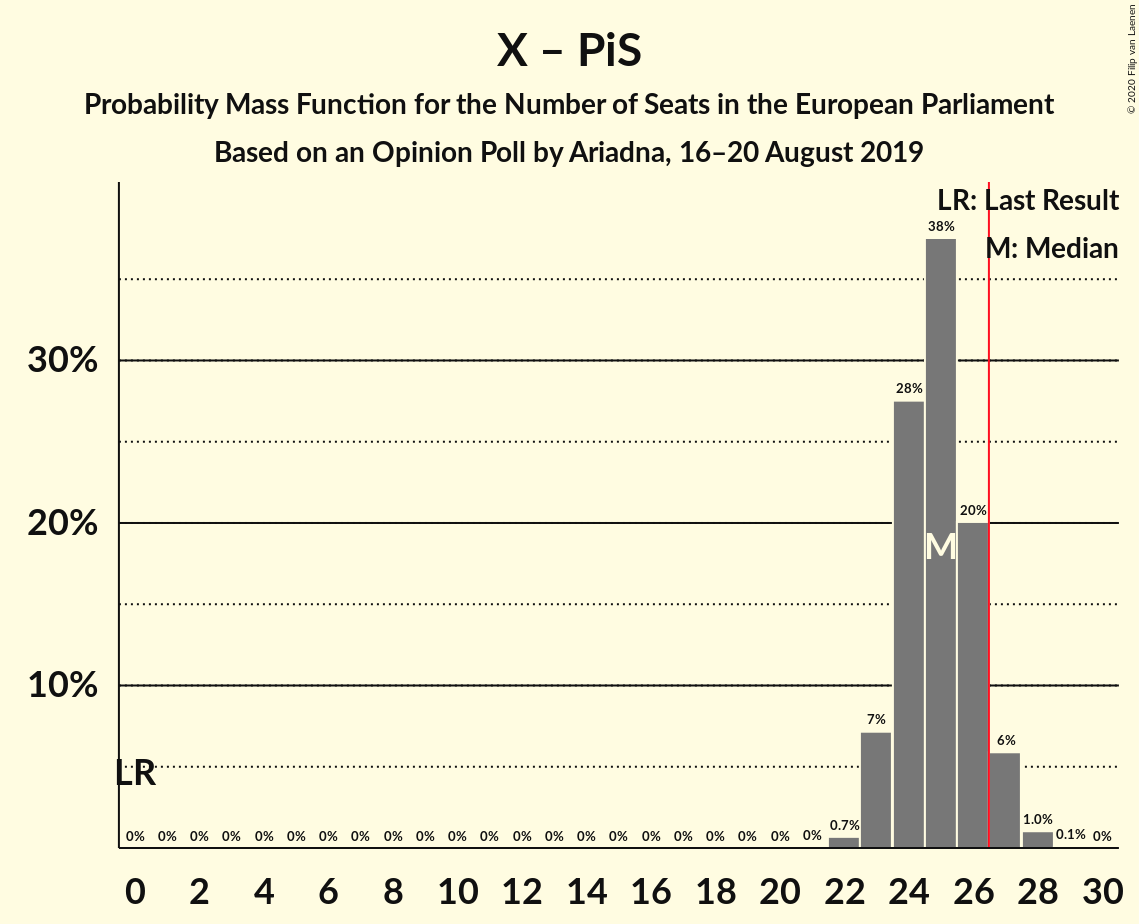 X – PiS
Probability Mass Function for the Number of Seats in the European Parliament
Based on an Opinion Poll by Ariadna, 16–20 August 2019
© 2020 Filip van Laenen
LR: Last Result
M: Median
38%
30%
28%
20%
20%
M
10%
7%
6%
LR
0% 0% 0% 0% 0% 0% 0% 0% 0% 0% 0% 0% 0% 0% 0% 0% 0% 0% 0% 0% 0% 0% 0.7% 1.0% 0.1% 0%
0 2 4 6 8 10 12 14 16 18 20 22 24 26 28 30